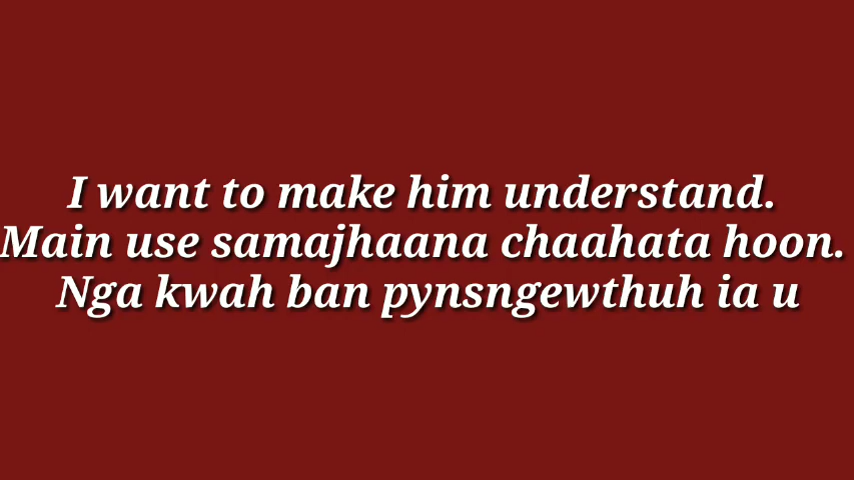 I want to make him understand.
Main use samajhaana chaahata hoon.
Nga kwah ban pynsngewthuh ia u